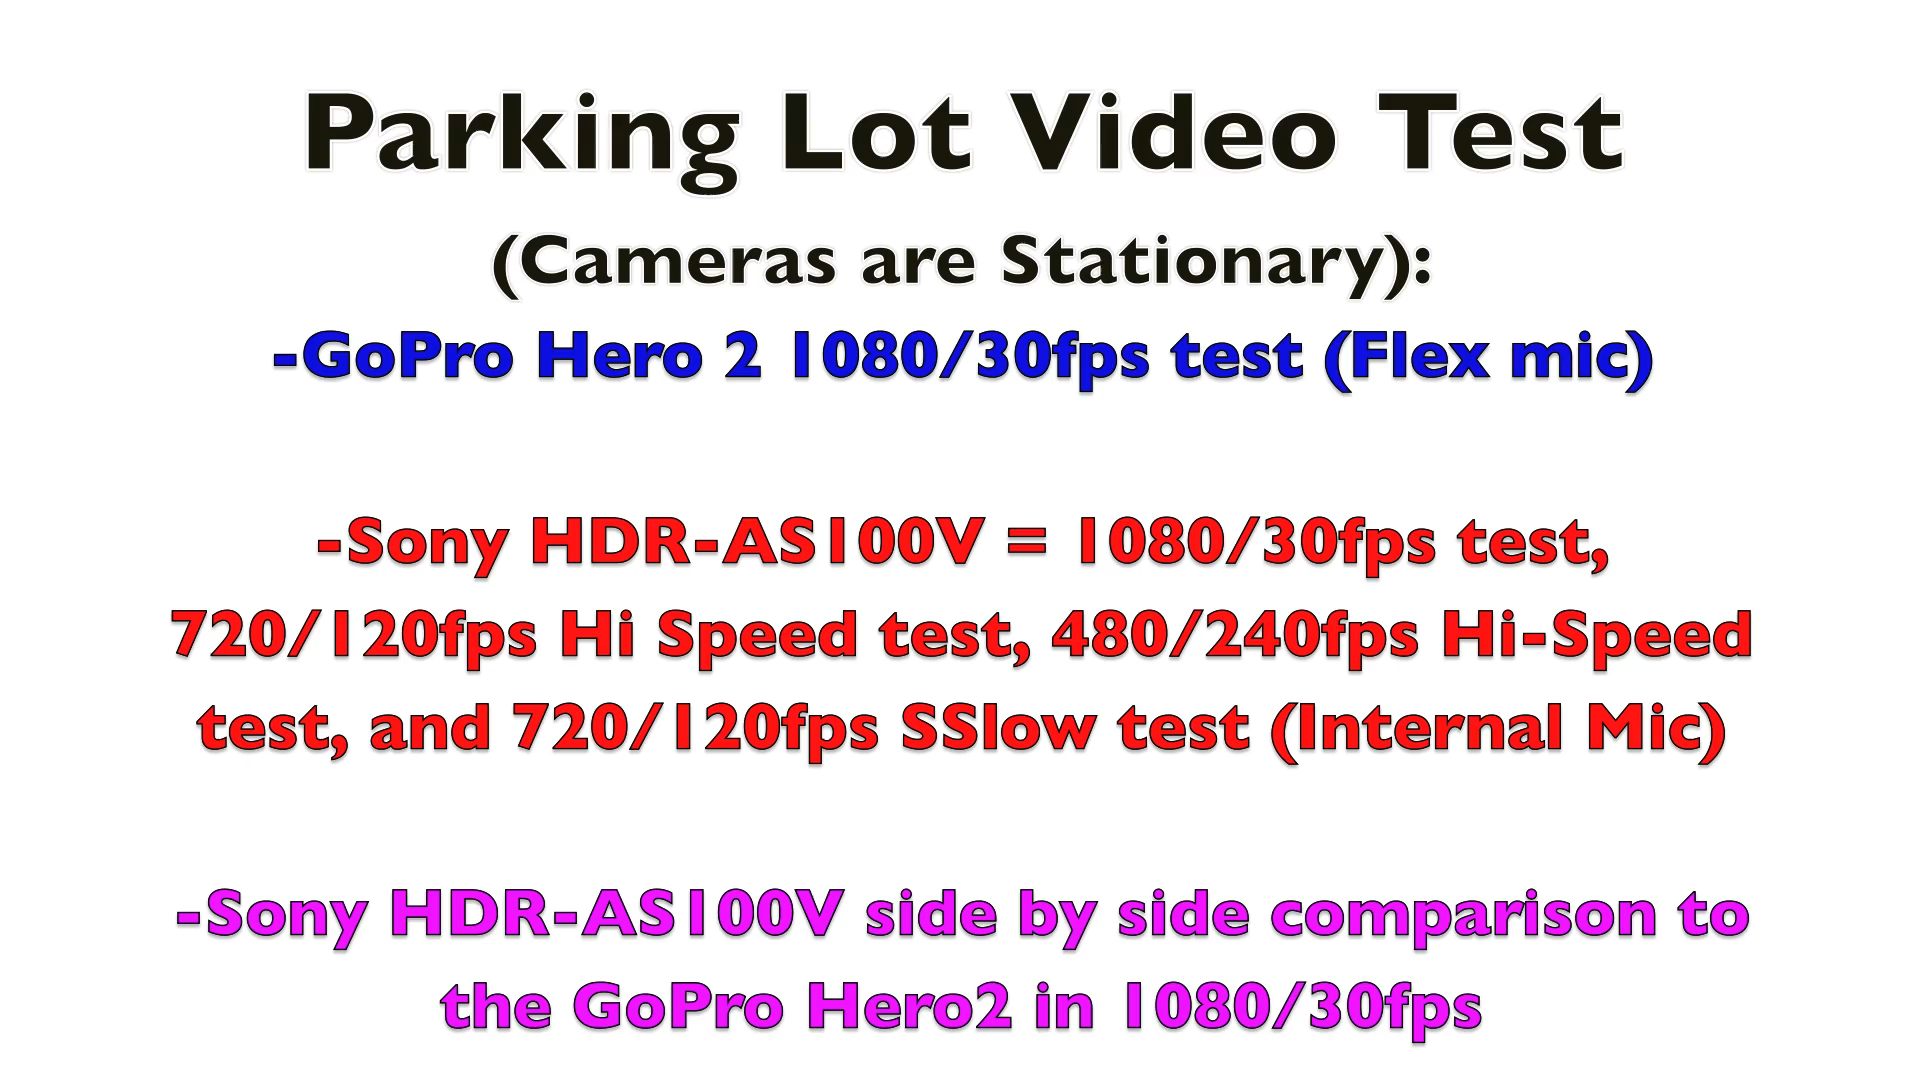 Parking Lot Video Test
(Cameras are Stationary):
-GoPro Hero 2 1080/30fps test (Flex mic)
-Sony HDR-AS100V = 1080/30fps test,
720/120fps Hi Speed test, 480/240fps Hi-Speed
test, and 720/120fps SSlow test (Internal Mic)
-Sony HDR-AS100V side by side comparison to
the GoPro Hero2 in 1080/30fps